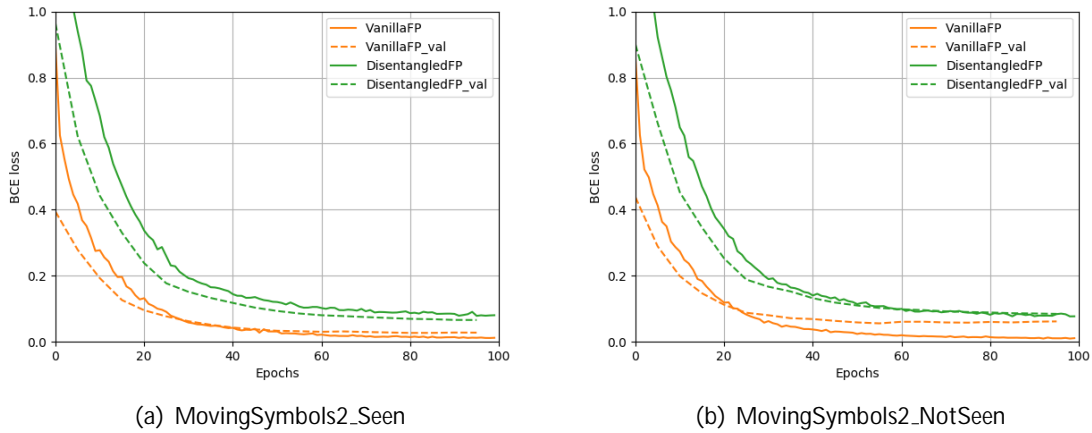 1.0
0.8
0.6
0.4
0.2
0.0
0
20
40
60
80
100
BCE loss
Epochs
VanillaFP
VanillaFP_val
DisentangledFP
DisentangledFP_val
(a) MovingSymbols2_Seen
1.0
0.8
0.6
0.4
0.2
0.0
0
20
40
60
80
100
BCE loss
Epochs
VanillaFP
VanillaFP_val
DisentangledFP
DisentangledFP_val
(b) MovingSymbols2_NotSeen